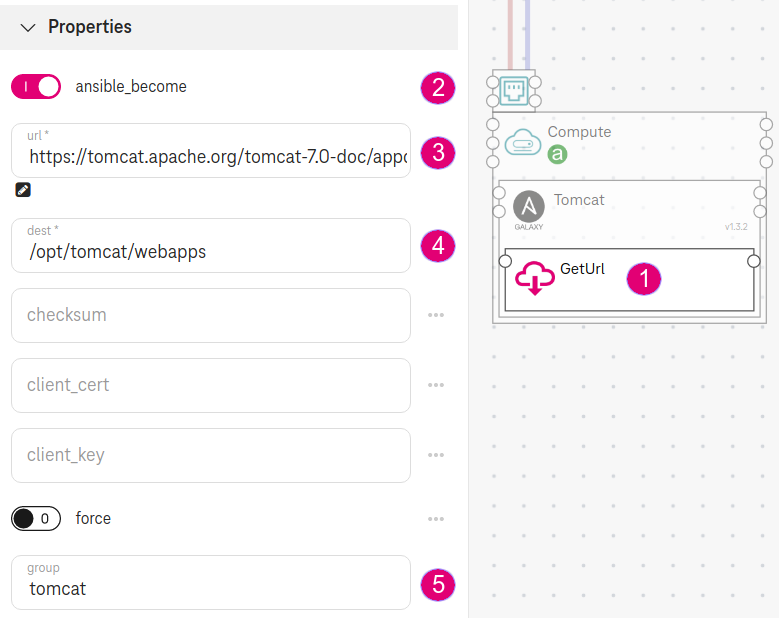 Properties
I
ansible_become
2
url *
https://tomcat.apache.org/tomcat-7.0-doc/appd
3
dest *
/opt/tomcat/webapps
4
checksum
client_cert
client_key
0
force
group
tomcat
5
Compute
a
Tomcat
A
GALAXY
v1.3.2
GetUrl
1